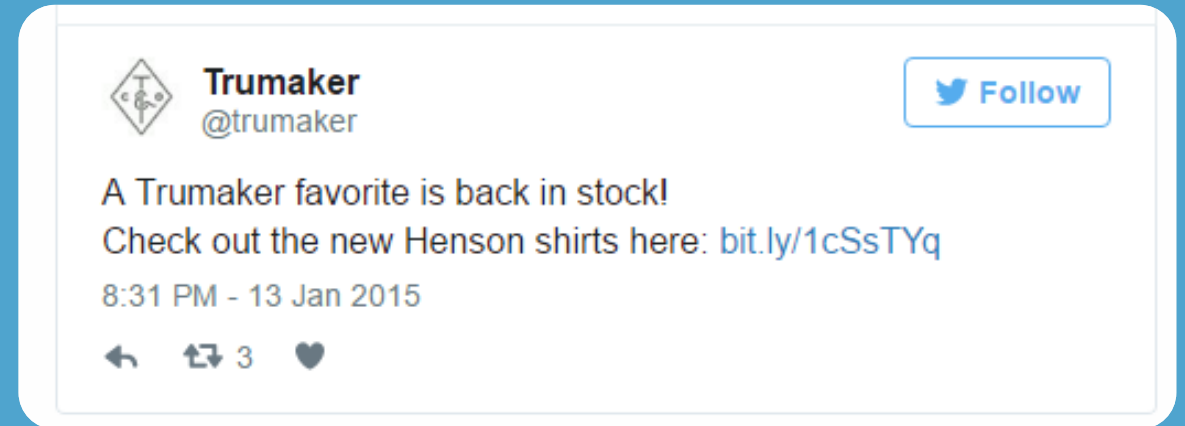 Trumaker
@trumaker
Follow
A Trumaker favorite is back in stock!
Check out the new Henson shirts here: bit.ly/1cSsTYq
8:31 PM - 13 Jan 2015
3